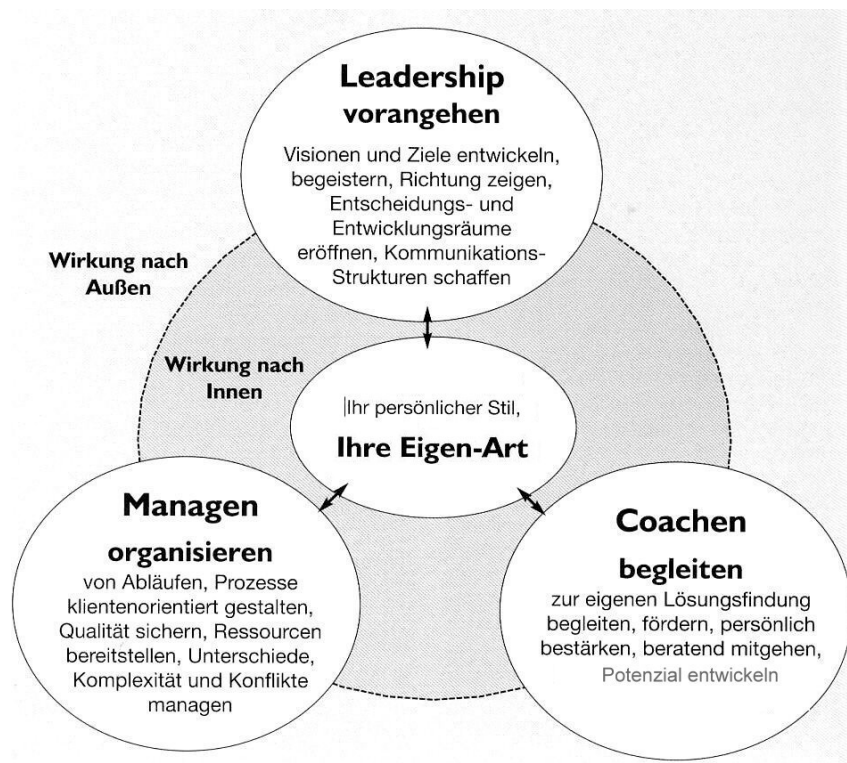 Leadership
vorangehen
Visionen und Ziele entwickeln,
begeistern, Richtung zeigen,
Entscheidungs- und
Entwicklungsräume
eröffnen, Kommunikations-
Strukturen schaffen
Wirkung nach
Außen
Wirkung nach
Innen
Ihr persönlicher Stil,
Ihre Eigen-Art
Managen
organisieren
von Abläufen, Prozesse
klientenorientiert gestalten,
Qualität sichern, Ressourcen
bereitstellen, Unterschiede,
Komplexität und Konflikte
managen
Coachen
begleiten
zur eigenen Lösungsfindung
begleiten, fördern, persönlich
bestärken, beratend mitgehen,
Potenzial entwickeln